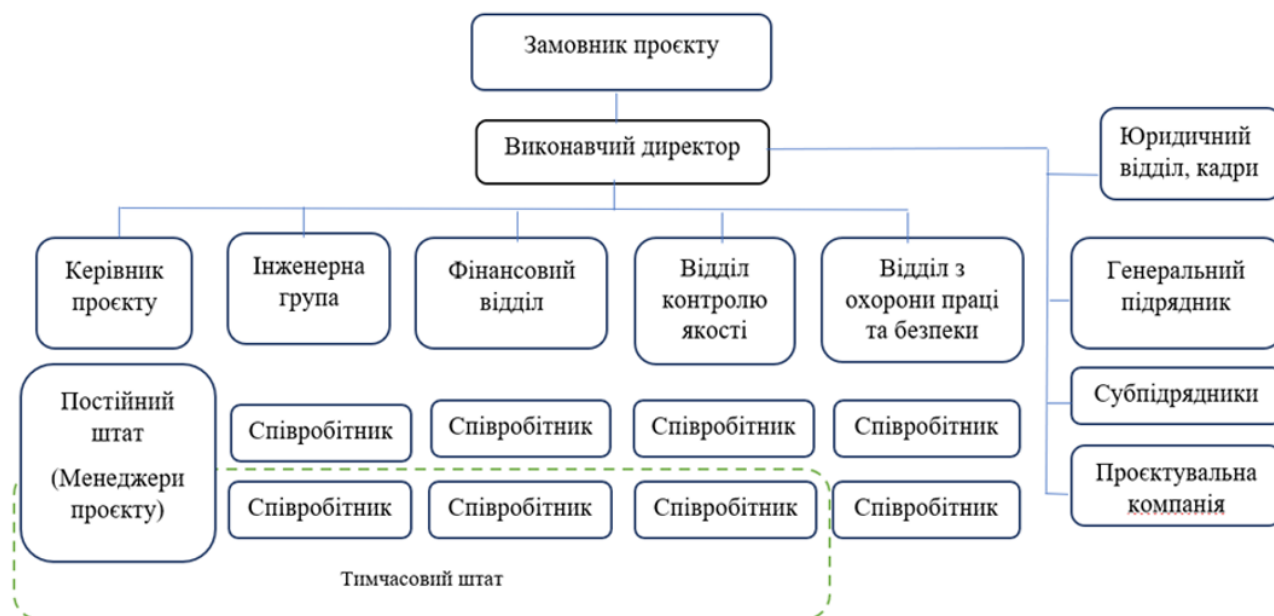 Замовник проєкту
Виконавчий директор
Юридичний
відділ, кадри
Керівник
проєкту
Інженерна
група
Фінансовий
відділ
Відділ
контролю
якості
Відділ з
охорони праці
та безпеки
Генеральний
підрядник
Постійний
штат
(Менеджери
проєкту)
Співробітник
Співробітник
Співробітник
Співробітник
Субпідрядники
Співробітник
Співробітник
Співробітник
Співробітник
Проєктувальна
компанія
Тимчасовий штат